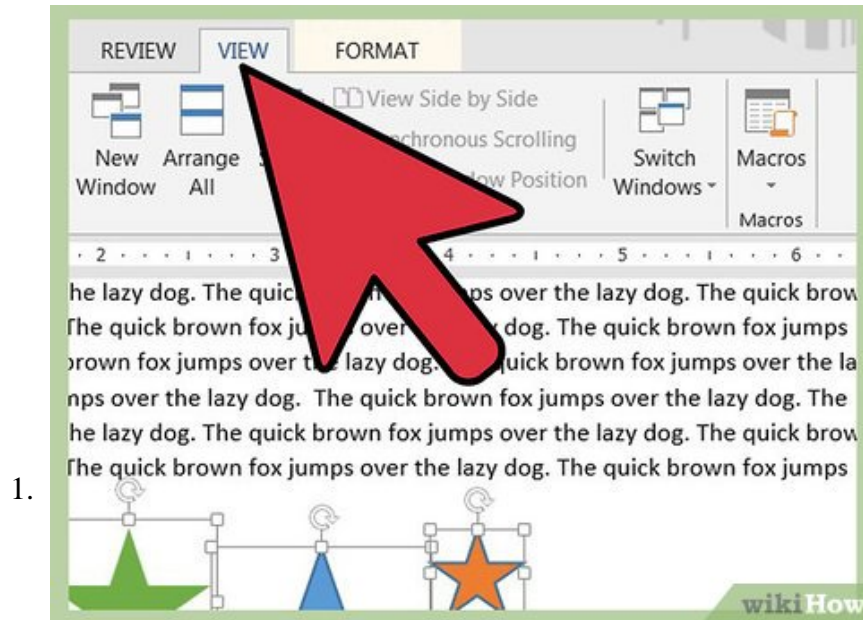 REVIEW VIEW FORMAT
View Side by Side
chronous Scrolling
New Arrange Switch Macros
Window All Windows
dow Position
Macros
2 3 4 5 6
he lazy dog. The quic ps over the lazy dog. The quick brow
The quick brown fox ju over dog. The quick brown fox jumps
brown fox jumps over the lazy dog. quick brown fox jumps over the la
mps over the lazy dog. The quick brown fox jumps over the lazy dog. The
he lazy dog. The quick brown fox jumps over the lazy dog. The quick brow
The quick brown fox jumps over the lazy dog. The quick brown fox jumps
1.
wikiHow